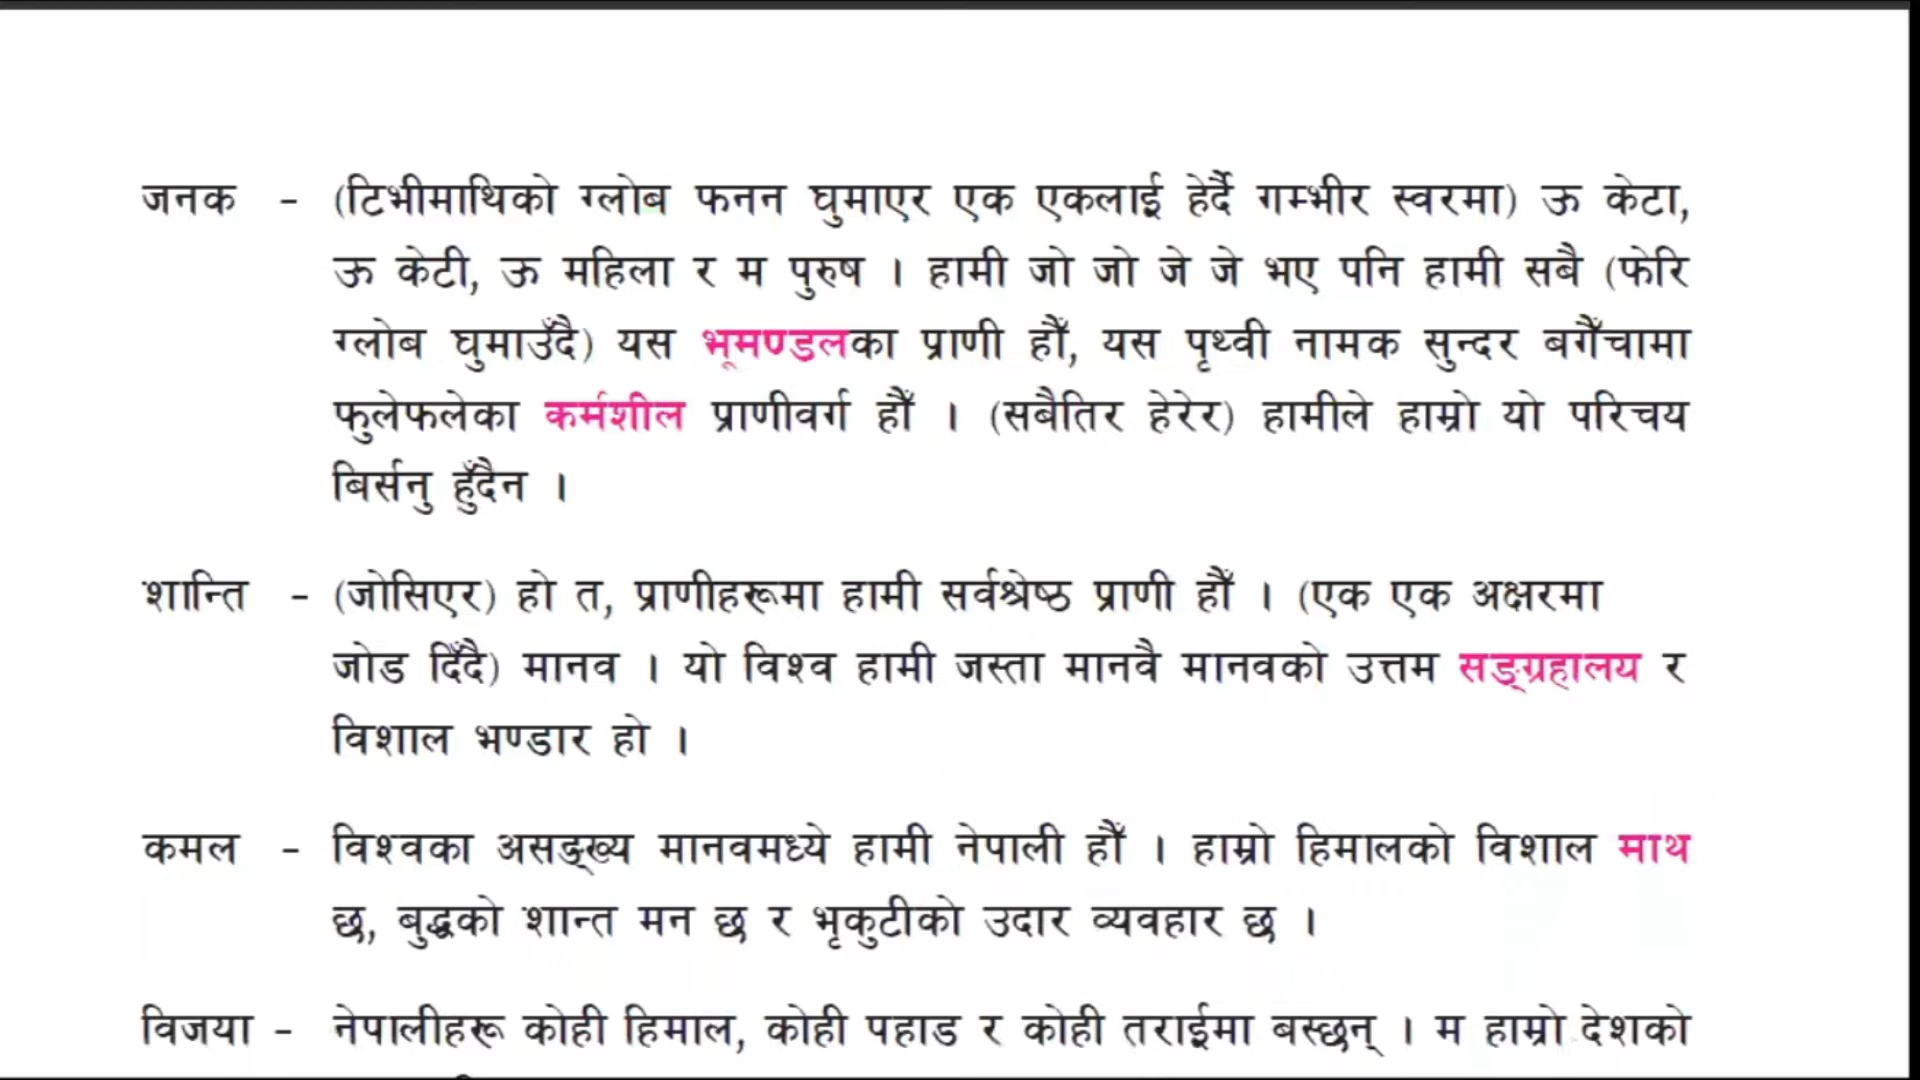 जनक - (टिभीमाथिको ग्लोब फनन घुमाएर एक एकलाई हेर्दै गम्भीर स्वरमा) ऊ केटा,
ऊ केटी, ऊ महिला र म पुरुष । हामी जो जो जे जे भए पनि हामी सबै (फेरि
ग्लोब घुमाउँदै) यस भूमण्डलका प्राणी हौँ, यस पृथ्वी नामक सुन्दर बगैँचामा
फुलेफलेका कर्मशील प्राणीवर्ग हौँ । (सबैतिर हेरेर) हामीले हाम्रो यो परिचय
बिर्सनु हुँदैन ।
शान्ति - (जोसिएर) हो त, प्राणीहरूमा हामी सर्वश्रेष्ठ प्राणी हौँ । (एक एक अक्षरमा
जोड दिँदै) मानव । यो विश्व हामी जस्ता मानवै मानवको उत्तम सङ्ग्रहालय र
विशाल भण्डार हो ।
कमल - विश्वका असङ्ख्य मानवमध्ये हामी नेपाली हौँ । हाम्रो हिमालको विशाल माथ
छ, बुद्धको शान्त मन छ र भृकुटीको उदार व्यवहार छ ।
विजया - नेपालीहरू कोही हिमाल, कोही पहाड र कोही तराईमा बस्छन् । म हाम्रो देशको